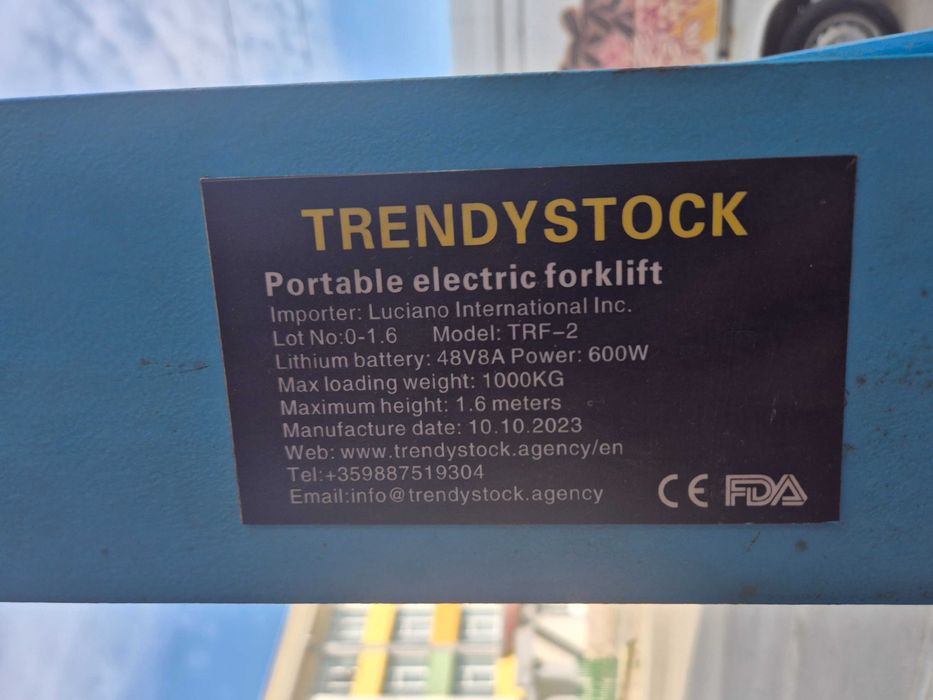 TRENDYSTOCK
Portable electric forklift
Importer: Luciano International Inc.
Lot No:0-1.6 Model: TRF-2
Lithium battery: 48V8A Power: 600W
Max loading weight: 1000KG
Maximum height: 1.6 meters
Manufacture date: 10.10.2023
Web: www.trendystock.agency/en
Tel:+359887519304
Email:info@trendystock.agency
CE FDA